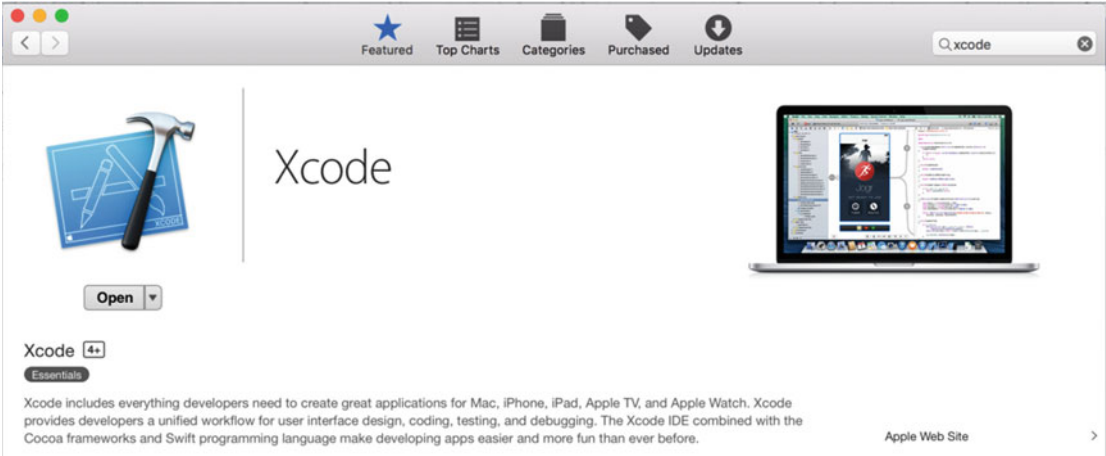 xcode
Featured
Top Charts
Categories
Purchased
Updates
XCODE
Xcode
Jogr
Open
Xcode 4+
Essentials
Xcode includes everything developers need to create great applications for Mac, iPhone, iPad, Apple TV, and Apple Watch. Xcode
provides developers a unified workflow for user interface design, coding, testing, and debugging. The Xcode IDE combined with the
Cocoa frameworks and Swift programming language make developing apps easier and more fun than ever before.
Apple Web Site